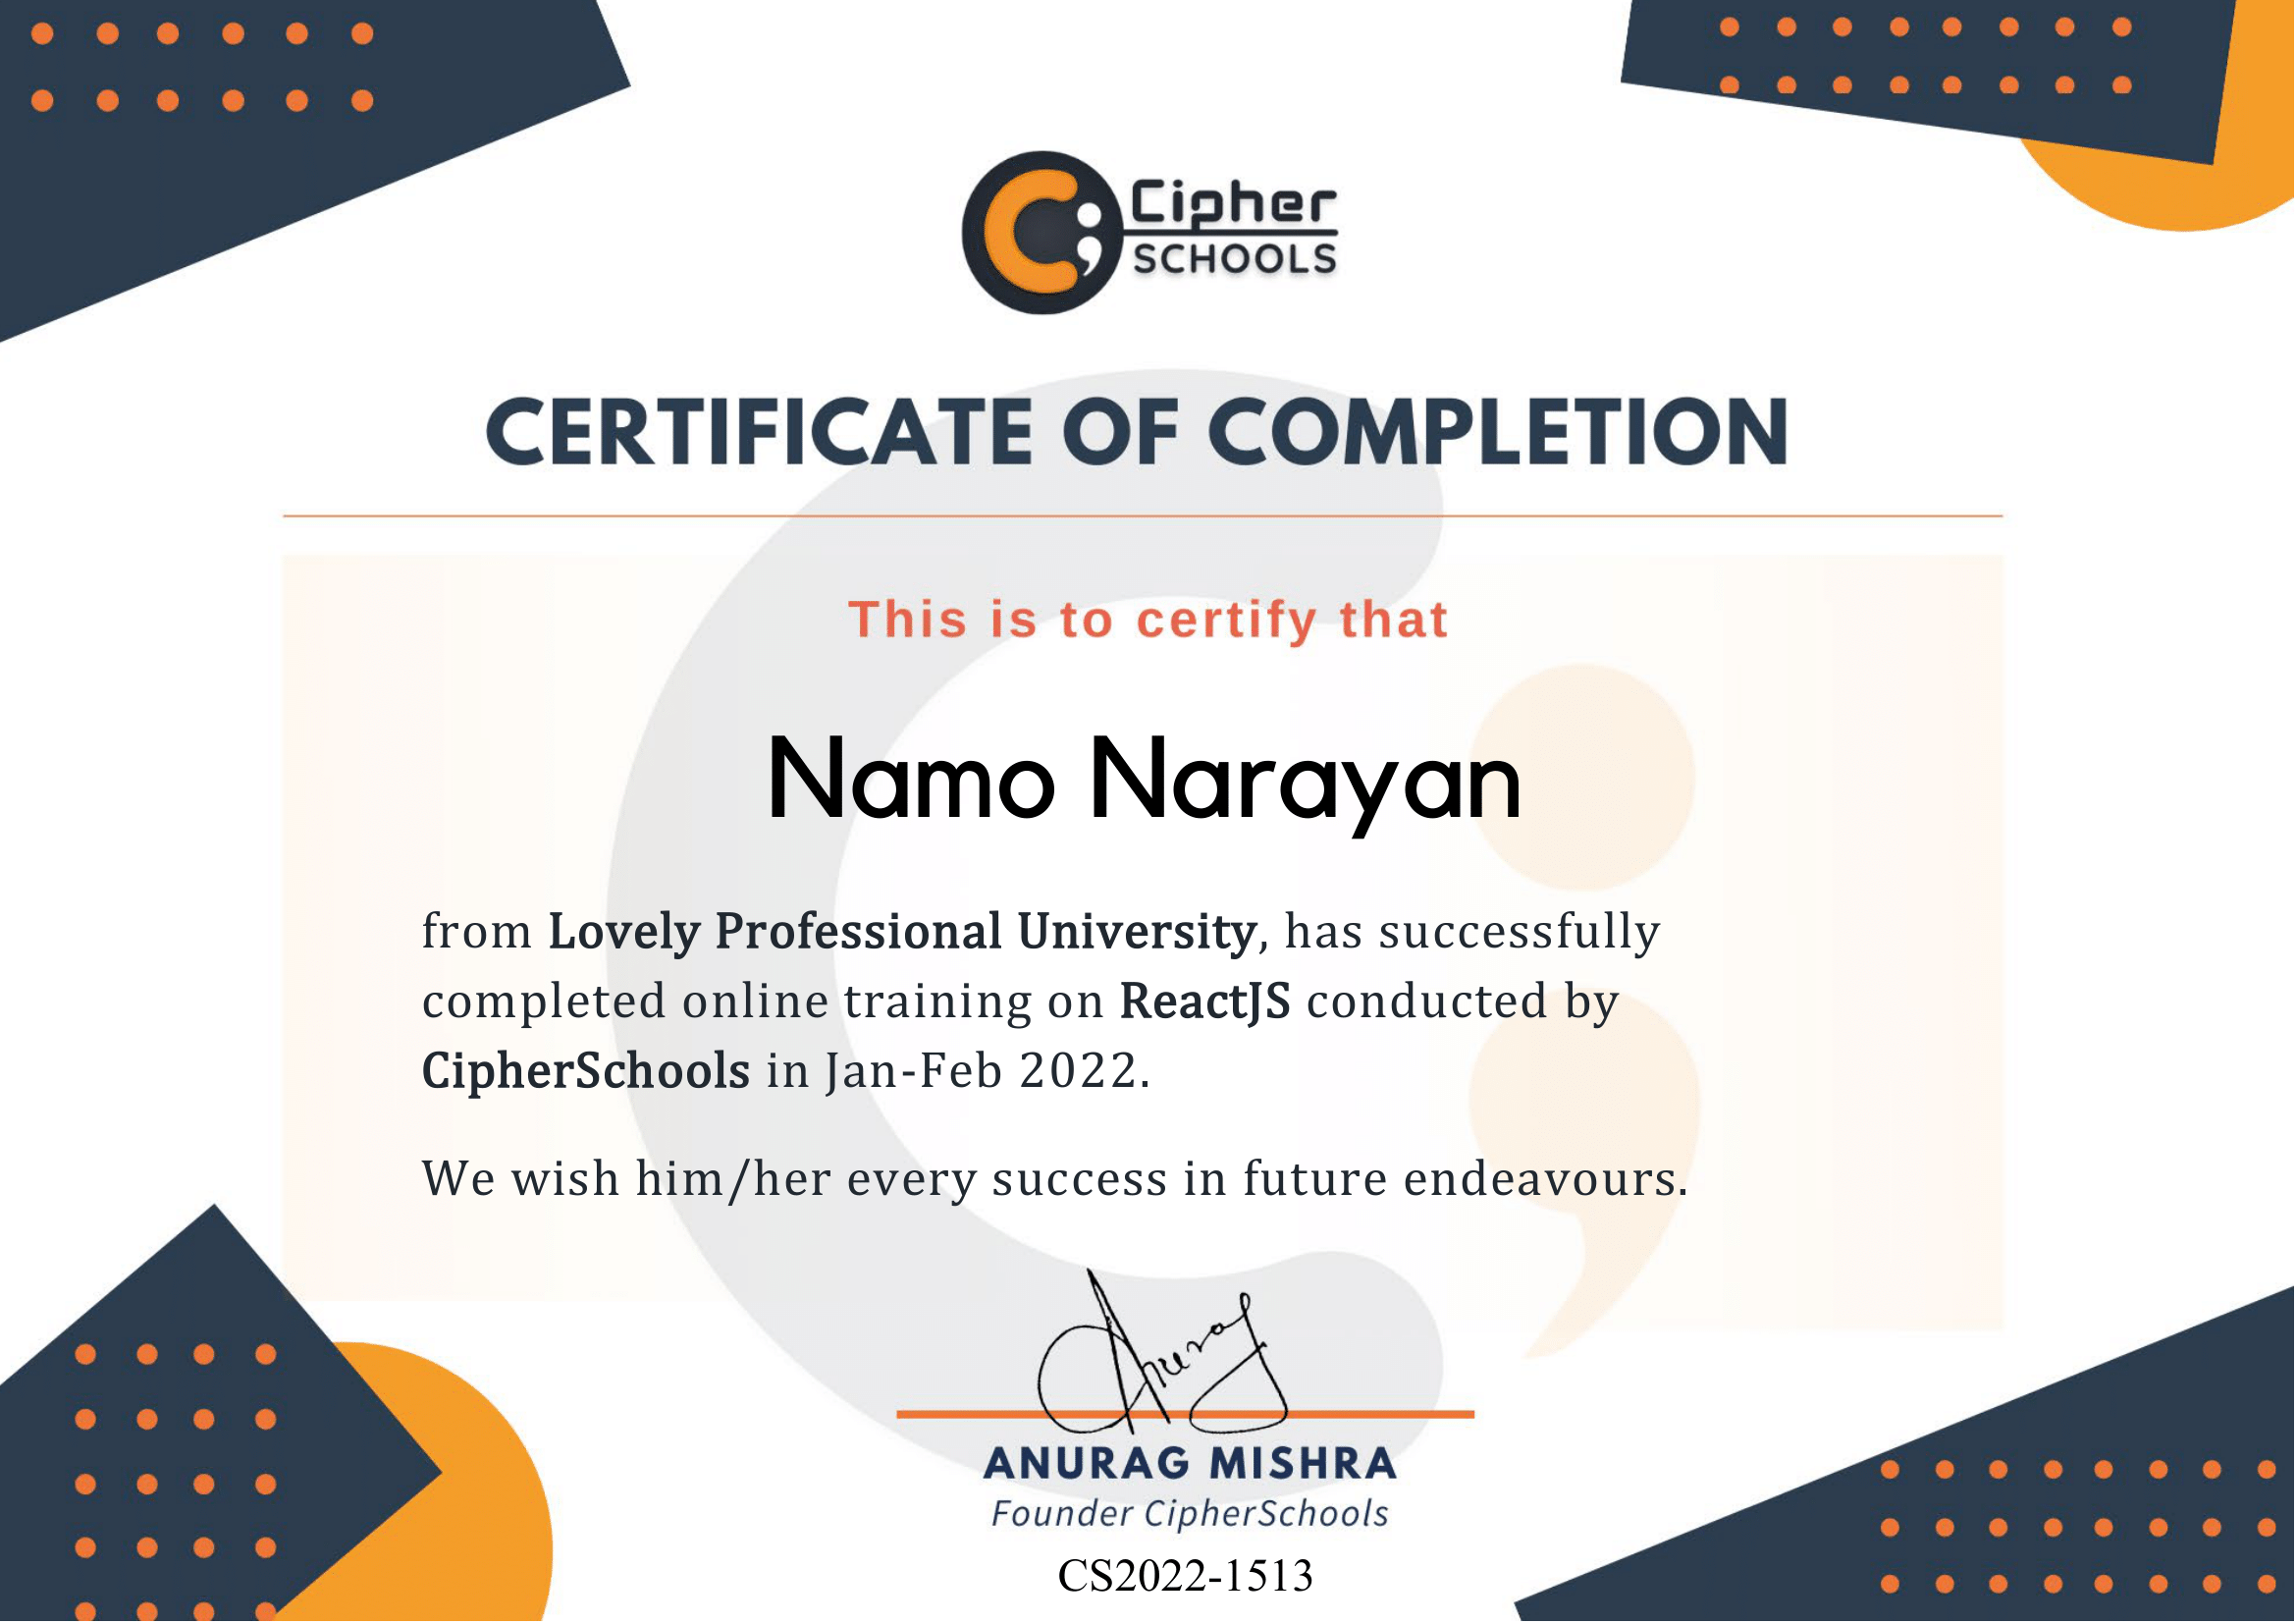 Cipher
SCHOOLS
CERTIFICATE OF COMPLETION
This is to certify that
Namo Narayan
from Lovely Professional University, has successfully
completed online training on ReactJS conducted by
CipherSchools in Jan-Feb 2022.
We wish him/her every success in future endeavours.
Anurag
ANURAG MISHRA
Founder CipherSchools
CS2022-1513